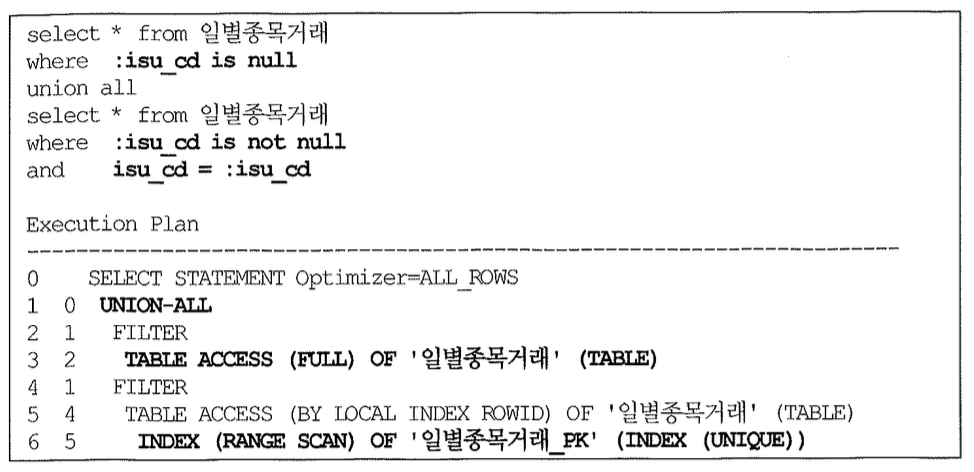 select * from 일별종목거래
where  :isu_cd is null
union all
select * from 일별종목거래
where  :isu_cd is not null
and    isu_cd = :isu_cd

Execution Plan
--------------------------------------------------------------------------------
0     SELECT STATEMENT Optimizer=ALL_ROWS
1  0   UNION-ALL
2  1    FILTER
3  2     TABLE ACCESS (FULL) OF '일별종목거래' (TABLE)
4  1    FILTER
5  4     TABLE ACCESS (BY LOCAL INDEX ROWID) OF '일별종목거래' (TABLE)
6  5      INDEX (RANGE SCAN) OF '일별종목거래_PK' (INDEX (UNIQUE))